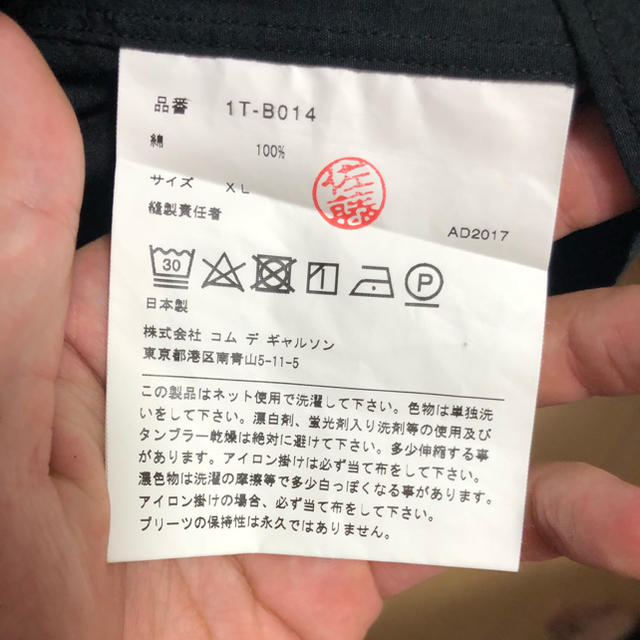 品番 1T-B014
綿 100%
サイズ XL
縫製責任者
佐藤
AD2017
30
P
日本製
株式会社 コム デ ギャルソン
東京都港区南青山5-11-5
この製品はネット使用で洗濯して下さい。色物は単独洗
いをして下さい。漂白剤、蛍光剤入り洗剤等の使用及び
タンブラー乾燥は絶対に避けて下さい。多少伸縮する事
があります。アイロン掛けは必ず当て布をして下さい。
濃色物は洗濯の摩擦等で多少白っぽくなる事があります。
アイロン掛けの場合、必ず当て布をして下さい。
プリーツの保持性は永久ではありません。